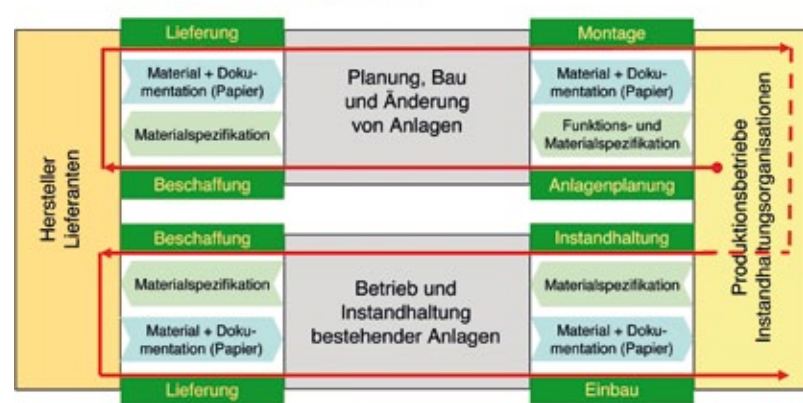 Lieferung
Montage
Material + Doku-
mentation (Papier)
Planung, Bau
und Änderung
von Anlagen
Material + Doku-
mentation (Papier)
Materialspezifikation
Funktions- und
Materialspezifikation
Beschaffung
Anlagenplanung
Hersteller
Lieferanten
Produktionsbetriebe
Instandhaltungsorganisationen
Beschaffung
Instandhaltung
Materialspezifikation
Betrieb und
Instandhaltung
bestehender Anlagen
Materialspezifikation
Material + Doku-
mentation (Papier)
Material + Doku-
mentation (Papier)
Lieferung
Einbau